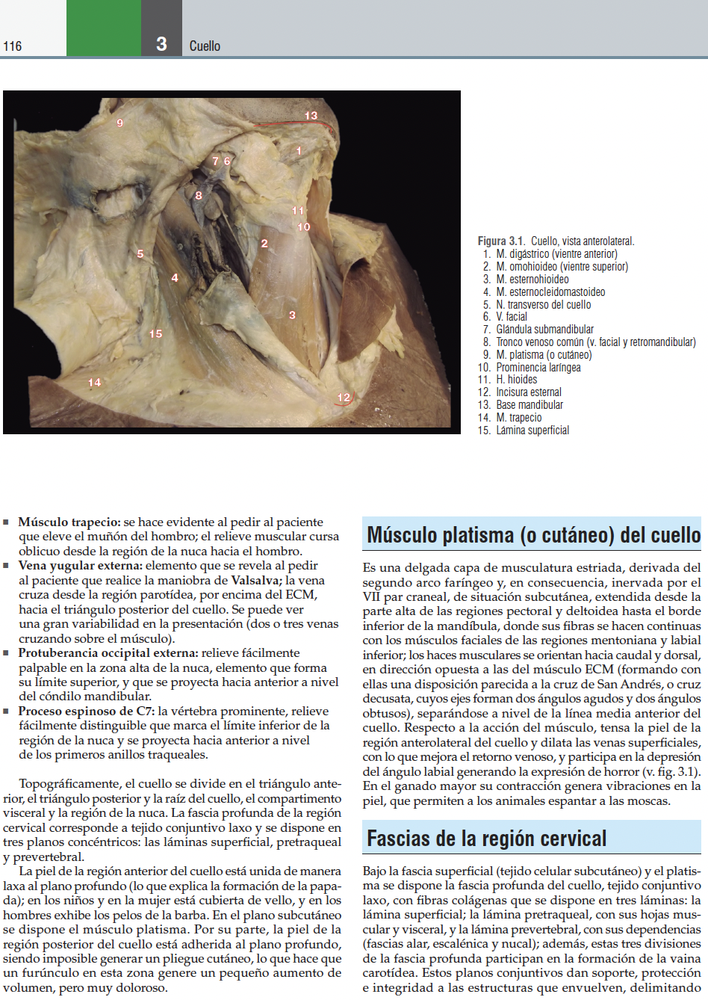 116
3
Cuello
9
13
1
7 6
8
11
10
2
5
4
3
15
14
12
Figura 3.1. Cuello, vista anterolateral.
1. M. digástrico (vientre anterior)
2. M. omohioideo (vientre superior)
3. M. esternohioideo
4. M. esternocleidomastoideo
5. N. transverso del cuello
6. V. facial
7. Glándula submandibular
8. Tronco venoso común (v. facial y retromandibular)
9. M. platisma (o cutáneo)
10. Prominencia laríngea
11. H. hioides
12. Incisura esternal
13. Base mandibular
14. M. trapecio
15. Lámina superficial
■ Músculo trapecio: se hace evidente al pedir al paciente
que eleve el muñón del hombro; el relieve muscular cursa
oblicuo desde la región de la nuca hacia el hombro.
■ Vena yugular externa: elemento que se revela al pedir
al paciente que realice la maniobra de Valsalva; la vena
cruza desde la región parotídea, por encima del ECM,
hacia el triángulo posterior del cuello. Se puede ver
una gran variabilidad en la presentación (dos o tres venas
cruzando sobre el músculo).
■ Protuberancia occipital externa: relieve fácilmente
palpable en la zona alta de la nuca, elemento que forma
su límite superior, y que se proyecta hacia anterior a nivel
del cóndilo mandibular.
■ Proceso espinoso de C7: la vértebra prominente, relieve
fácilmente distinguible que marca el límite inferior de la
región de la nuca y se proyecta hacia anterior a nivel
de los primeros anillos traqueales.
Topográficamente, el cuello se divide en el triángulo ante-
rior, el triángulo posterior y la raíz del cuello, el compartimento
visceral y la región de la nuca. La fascia profunda de la región
cervical corresponde a tejido conjuntivo laxo y se dispone en
tres planos concéntricos: las láminas superficial, pretraqueal
y prevertebral.
La piel de la región anterior del cuello está unida de manera
laxa al plano profundo (lo que explica la formación de la papa-
da); en los niños y en la mujer está cubierta de vello, y en los
hombres exhibe los pelos de la barba. En el plano subcutáneo
se dispone el músculo platisma. Por su parte, la piel de la
región posterior del cuello está adherida al plano profundo,
siendo imposible generar un pliegue cutáneo, lo que hace que
un furúnculo en esta zona genere un pequeño aumento de
volumen, pero muy doloroso.
Músculo platisma (o cutáneo) del cuello
Es una delgada capa de musculatura estriada, derivada del
segundo arco faríngeo y, en consecuencia, inervada por el
VII par craneal, de situación subcutánea, extendida desde la
parte alta de las regiones pectoral y deltoidea hasta el borde
inferior de la mandíbula, donde sus fibras se hacen continuas
con los músculos faciales de las regiones mentoniana y labial
inferior; los haces musculares se orientan hacia caudal y dorsal,
en dirección opuesta a las del músculo ECM (formando con
ellas una disposición parecida a la cruz de San Andrés, o cruz
decusata, cuyos ejes forman dos ángulos agudos y dos ángulos
obtusos), separándose a nivel de la línea media anterior del
cuello. Respecto a la acción del músculo, tensa la piel de la
región anterolateral del cuello y dilata las venas superficiales,
con lo que mejora el retorno venoso, y participa en la depresión
del ángulo labial generando la expresión de horror (v. fig. 3.1).
En el ganado mayor su contracción genera vibraciones en la
piel, que permiten a los animales espantar a las moscas.
Fascias de la región cervical
Bajo la fascia superficial (tejido celular subcutáneo) y el platis-
ma se dispone la fascia profunda del cuello, tejido conjuntivo
laxo, con fibras colágenas que se dispone en tres láminas: la
lámina superficial; la lámina pretraqueal, con sus hojas mus-
cular y visceral, y la lámina prevertebral, con sus dependencias
(fascias alar, escalénica y nucal); además, estas tres divisiones
de la fascia profunda participan en la formación de la vaina
carotídea. Estos planos conjuntivos dan soporte, protección
e integridad a las estructuras que envuelven, delimitando